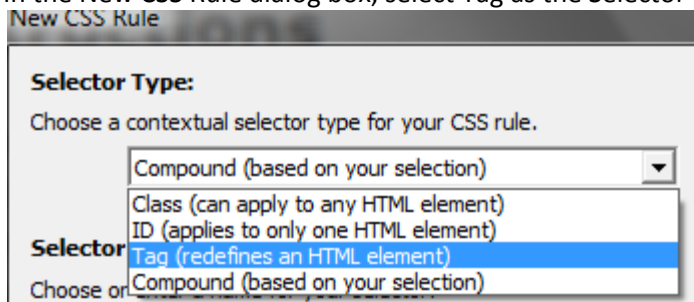 In the New CSS Rule dialog box, select Tag as the Selector
New CSS Rule
Selector Type:
Choose a contextual selector type for your CSS rule.
Compound (based on your selection)
Class (can apply to any HTML element)
ID (applies to only one HTML element)
Selector
Tag (redefines an HTML element)
Choose or
Compound (based on your selection)